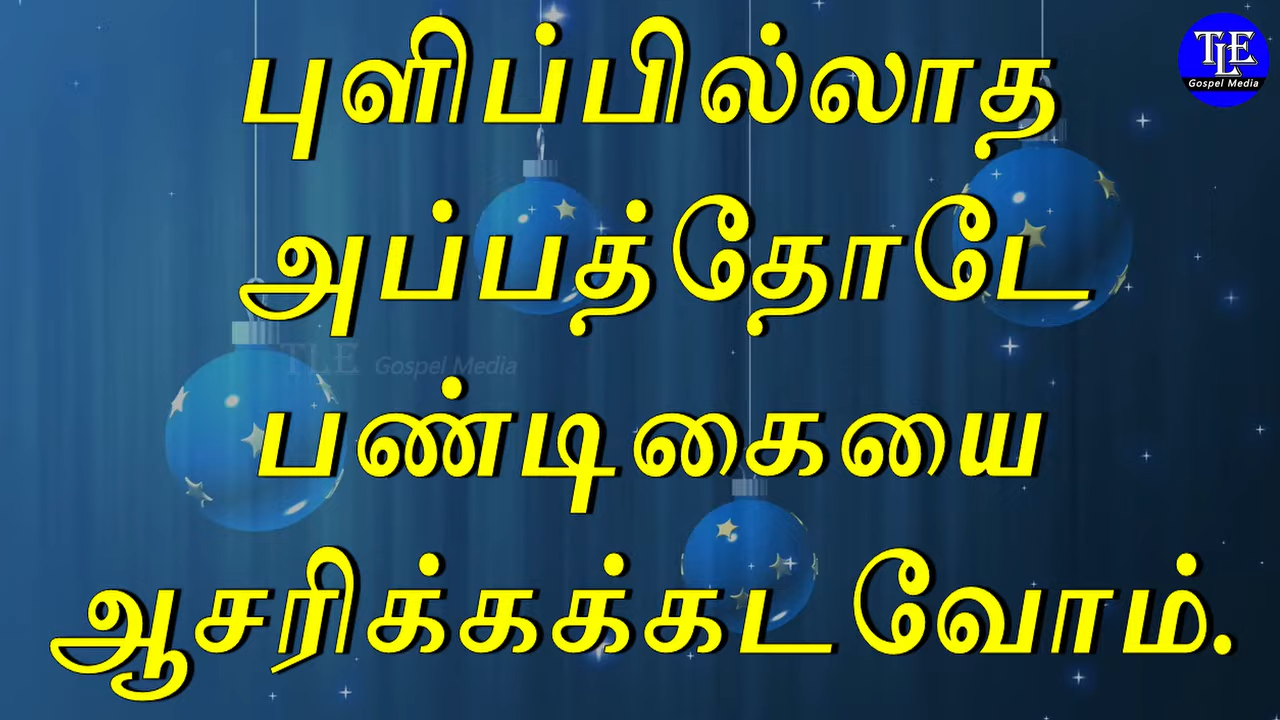 TLE
Gospel Media
புளிப்பில்லாத
அப்பத்தோடே
TLE Gospel Media
பண்டிகையை
ஆசரிக்கக்கடவோம்.